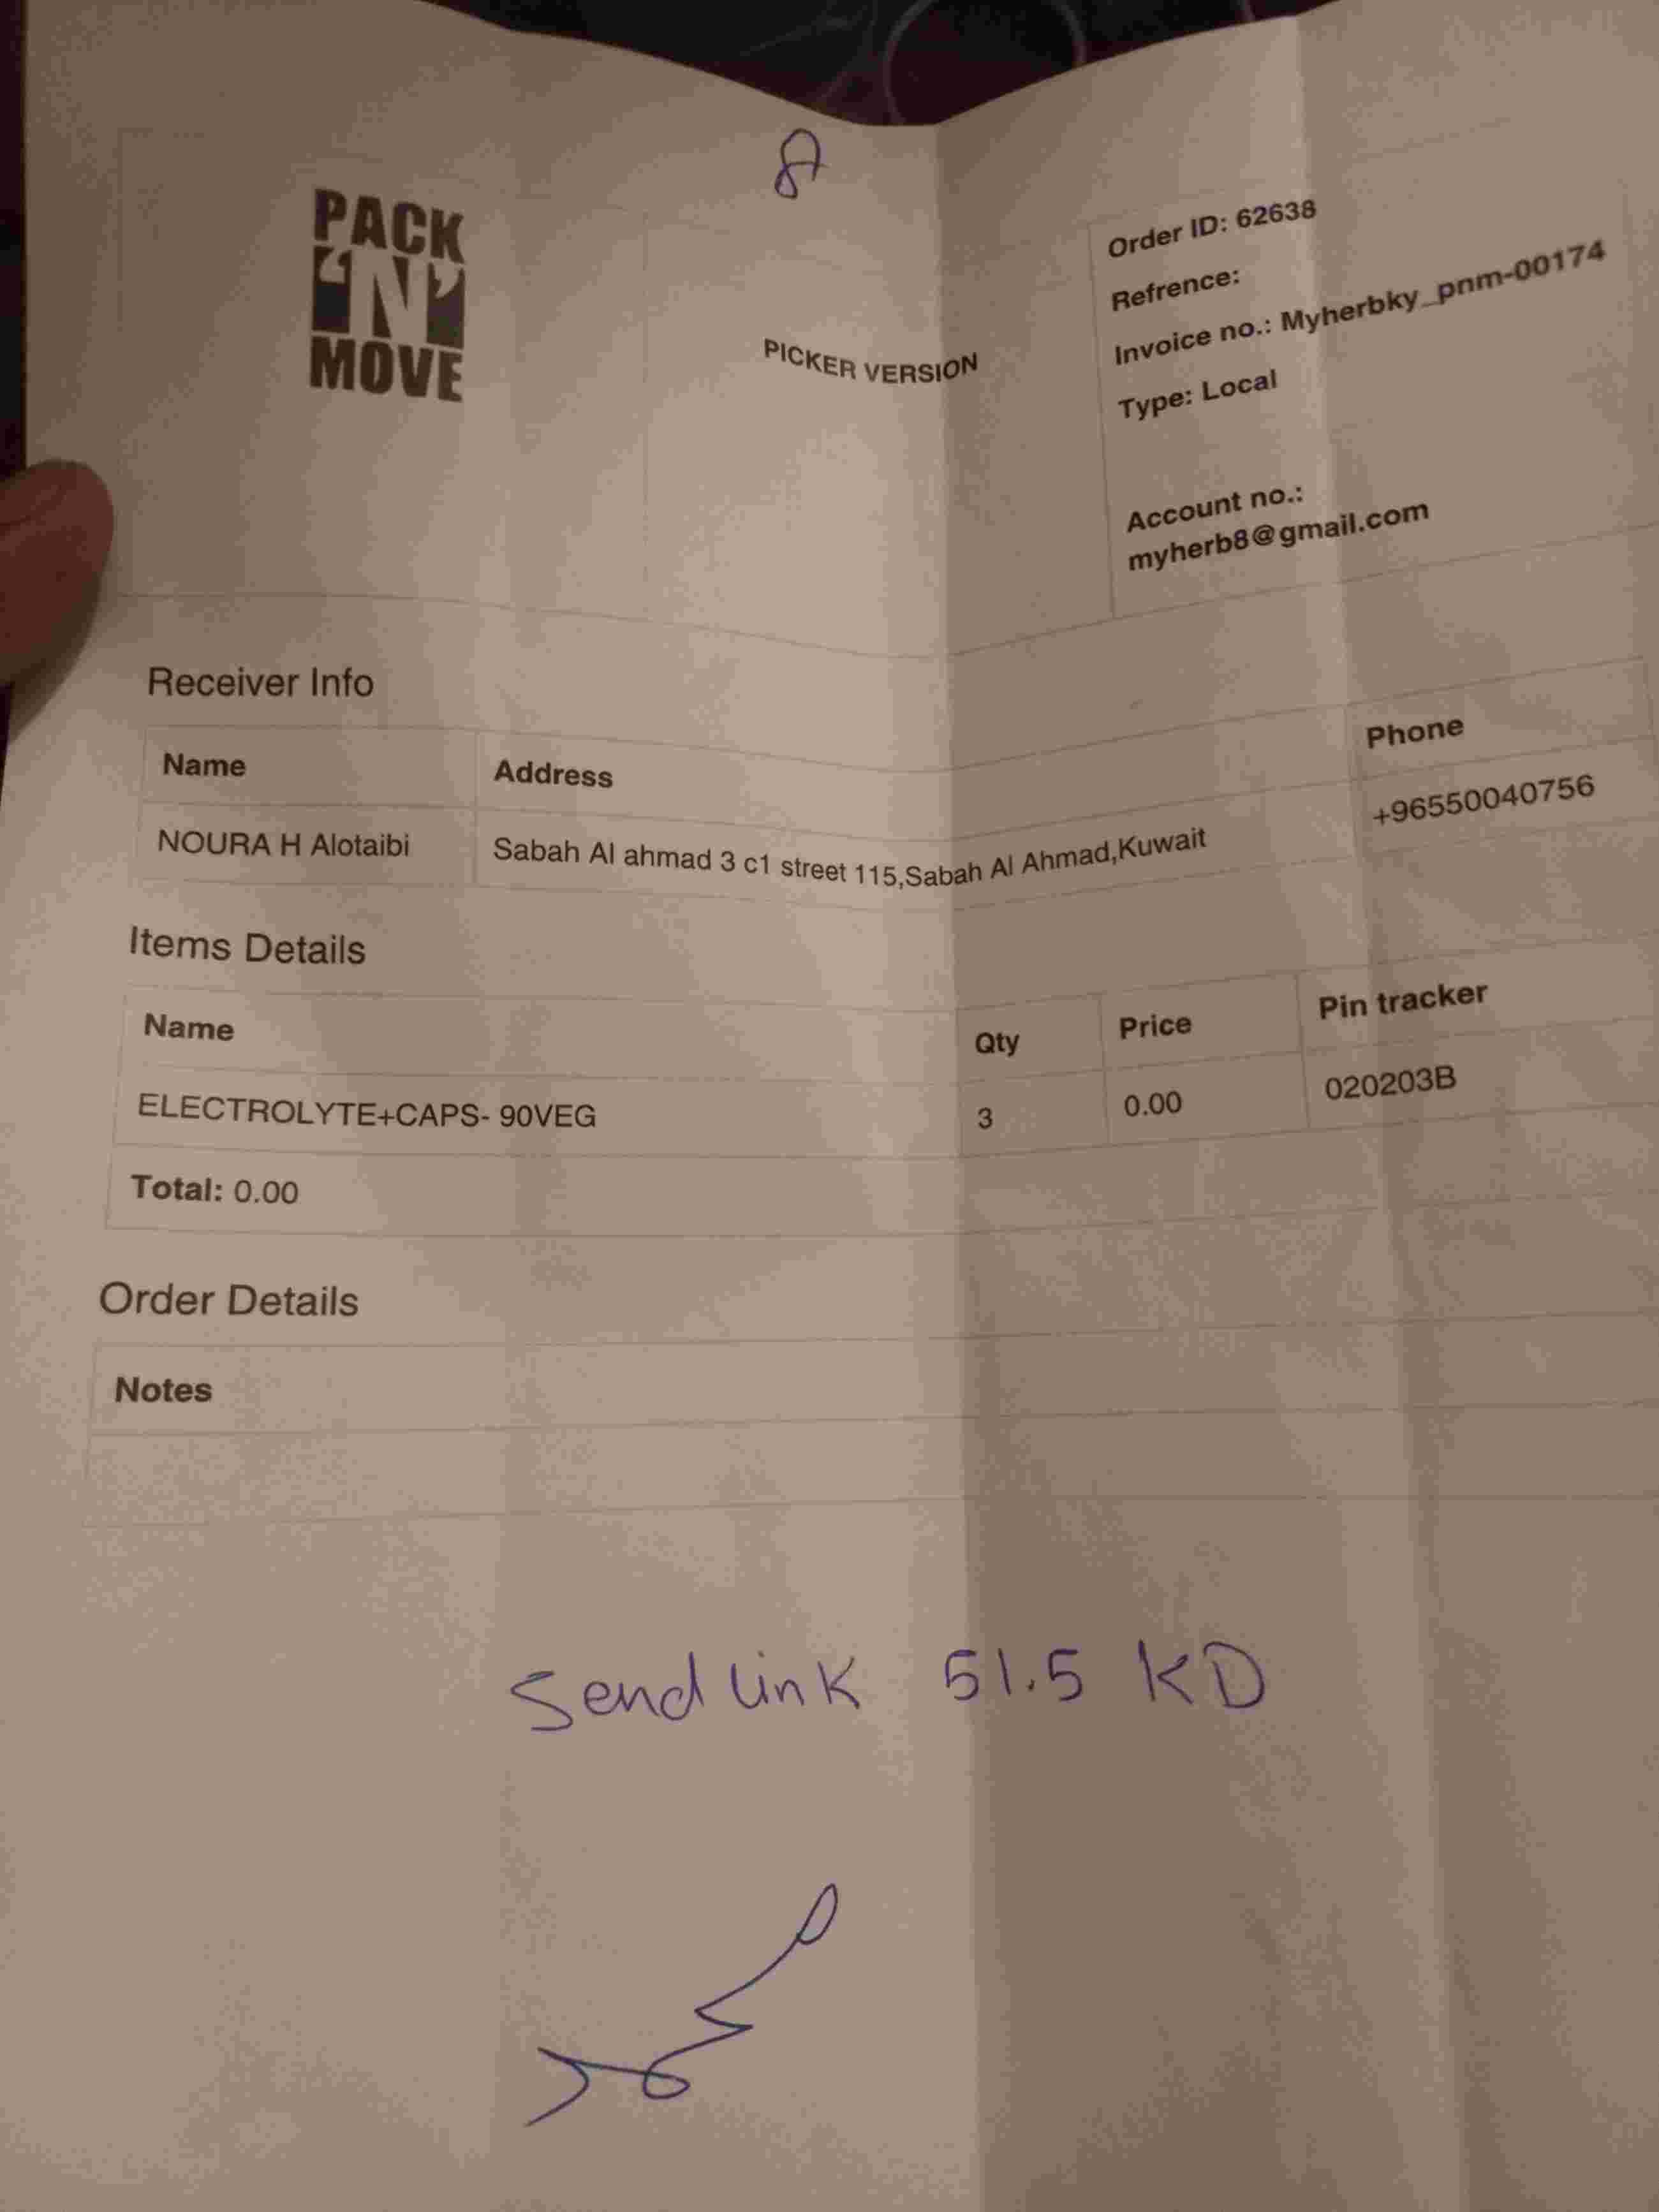 PACK
'N'
MOVE
PICKER VERSION
Order ID: 62638
Refrence:
Invoice no.: Myherbky_pnm-00174
Type: Local
Account no.:
myherb8@gmail.com
Receiver Info
Name Address Phone
NOURA H Alotaibi Sabah Al ahmad 3 c1 street 115,Sabah Al Ahmad,Kuwait +96550040756
Items Details
Name Qty Price Pin tracker
ELECTROLYTE+CAPS- 90VEG 3 0.00 020203B
Total: 0.00
Order Details
Notes
Send link 51.5 KD